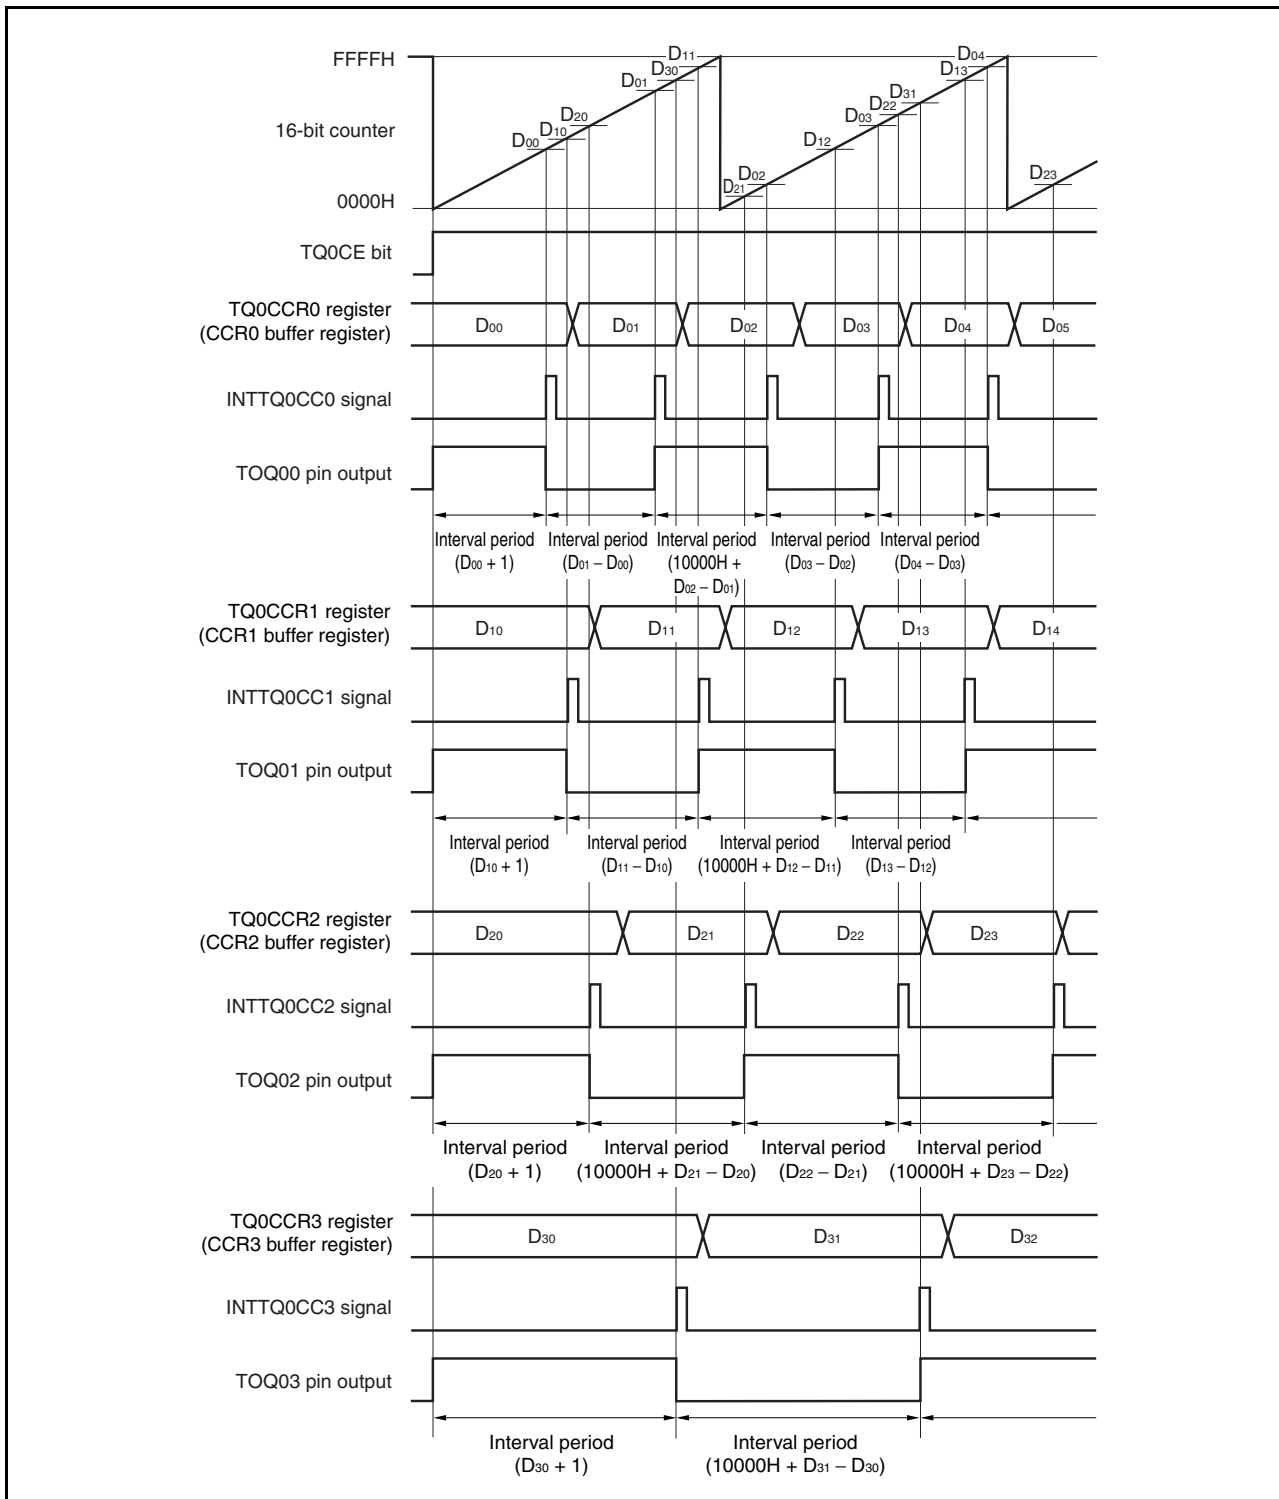 FFFFH
16-bit counter
0000H
D00
D10
D20
D01
D30
D11
D21
D02
D12
D03
D22
D31
D13
D04
D23
TQ0CE bit
TQ0CCR0 register
(CCR0 buffer register)
D00
D01
D02
D03
D04
D05
INTTQ0CC0 signal
TOQ00 pin output
Interval period
(D00 + 1)
Interval period
(D01 – D00)
Interval period
(10000H +
D02 – D01)
Interval period
(D03 – D02)
Interval period
(D04 – D03)
TQ0CCR1 register
(CCR1 buffer register)
D10
D11
D12
D13
D14
INTTQ0CC1 signal
TOQ01 pin output
Interval period
(D10 + 1)
Interval period
(D11 – D10)
Interval period
(10000H + D12 – D11)
Interval period
(D13 – D12)
TQ0CCR2 register
(CCR2 buffer register)
D20
D21
D22
D23
INTTQ0CC2 signal
TOQ02 pin output
Interval period
(D20 + 1)
Interval period
(10000H + D21 – D20)
Interval period
(D22 – D21)
Interval period
(10000H + D23 – D22)
TQ0CCR3 register
(CCR3 buffer register)
D30
D31
D32
INTTQ0CC3 signal
TOQ03 pin output
Interval period
(D30 + 1)
Interval period
(10000H + D31 – D30)